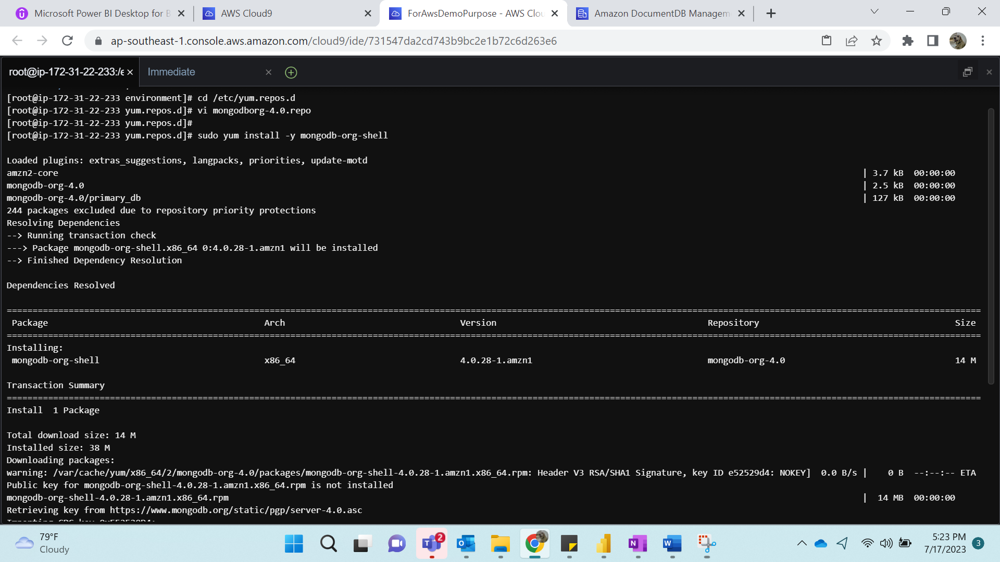 Microsoft Power BI Desktop for B
AWS Cloud9
ForAwsDemoPurpose - AWS Clou
Amazon DocumentDB Managem
ap-southeast-1.console.aws.amazon.com/cloud9/ide/731547da2cd743b9bc2e1b72c6d263e6
root@ip-172-31-22-233:/e
Immediate
[root@ip-172-31-22-233 environment]# cd /etc/yum.repos.d
[root@ip-172-31-22-233 yum.repos.d]# vi mongodborg-4.0.repo
[root@ip-172-31-22-233 yum.repos.d]#
[root@ip-172-31-22-233 yum.repos.d]# sudo yum install -y mongodb-org-shell
Loaded plugins: extras_suggestions, langpacks, priorities, update-motd
amzn2-core | 3.7 kB 00:00:00
mongodb-org-4.0 | 2.5 kB 00:00:00
mongodb-org-4.0/primary_db | 127 kB 00:00:00
244 packages excluded due to repository priority protections
Resolving Dependencies
--> Running transaction check
---> Package mongodb-org-shell.x86_64 0:4.0.28-1.amzn1 will be installed
--> Finished Dependency Resolution
Dependencies Resolved
Package Arch Version Repository Size
Installing:
mongodb-org-shell x86_64 4.0.28-1.amzn1 mongodb-org-4.0 14 M
Transaction Summary
Install 1 Package
Total download size: 14 M
Installed size: 38 M
Downloading packages:
warning: /var/cache/yum/x86_64/2/mongodb-org-4.0/packages/mongodb-org-shell-4.0.28-1.amzn1.x86_64.rpm: Header V3 RSA/SHA1 Signature, key ID e52529d4: NOKEY] 0.0 B/s | 0 B --:--:-- ETA
Public key for mongodb-org-shell-4.0.28-1.amzn1.x86_64.rpm is not installed
mongodb-org-shell-4.0.28-1.amzn1.x86_64.rpm | 14 MB 00:00:00
Retrieving key from https://www.mongodb.org/static/pgp/server-4.0.asc
79°F
Cloudy
2
5:23 PM
7/17/2023
3